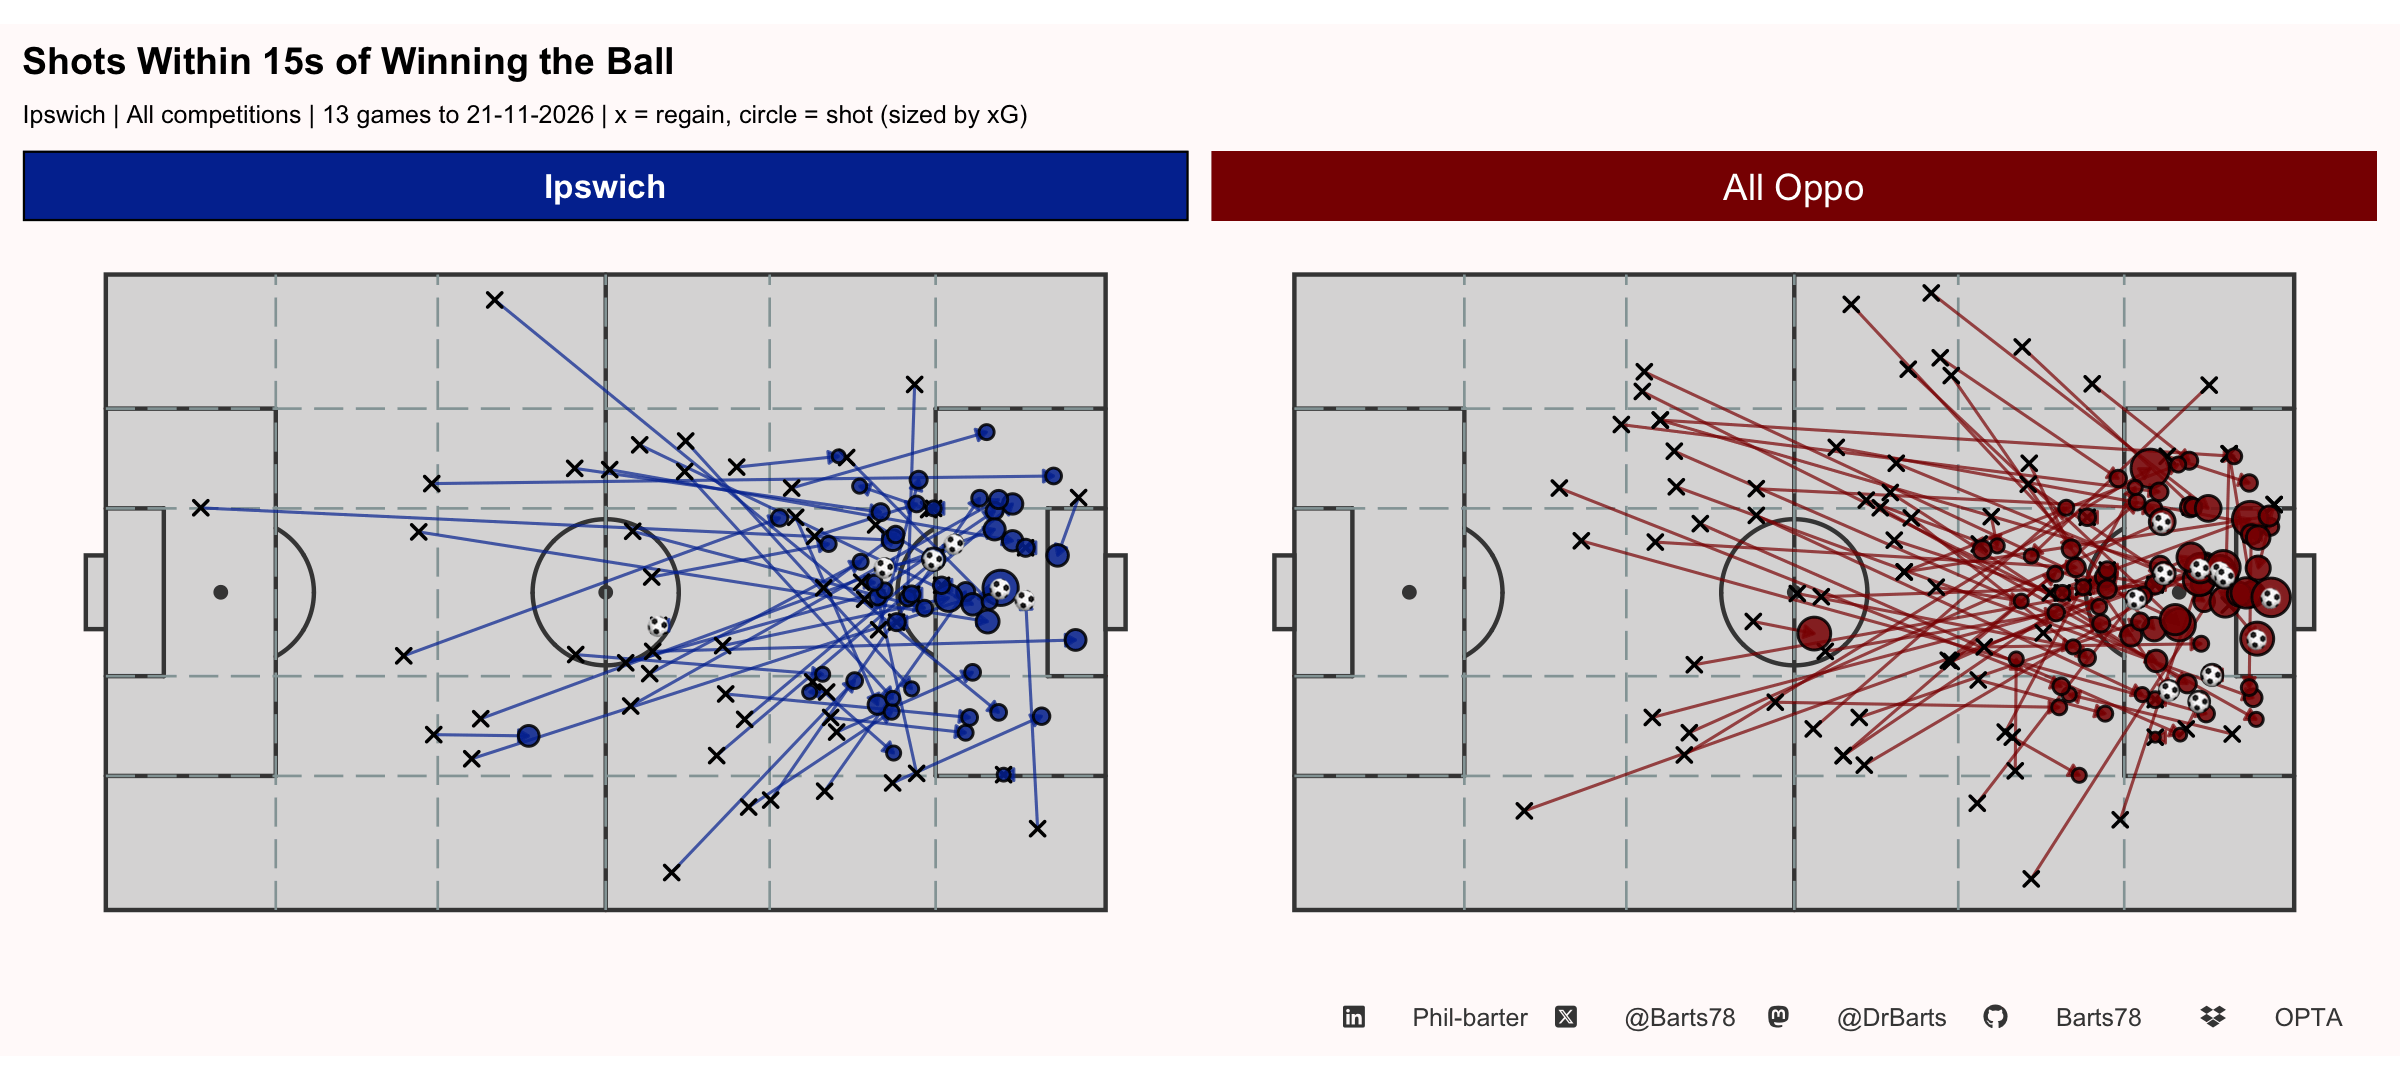 Shots Within 15s of Winning the Ball
Ipswich | All competitions | 13 games to 21-11-2026 | x = regain, circle = shot (sized by xG)
Ipswich
All Oppo
Phil-barter @Barts78 @DrBarts Barts78 OPTA